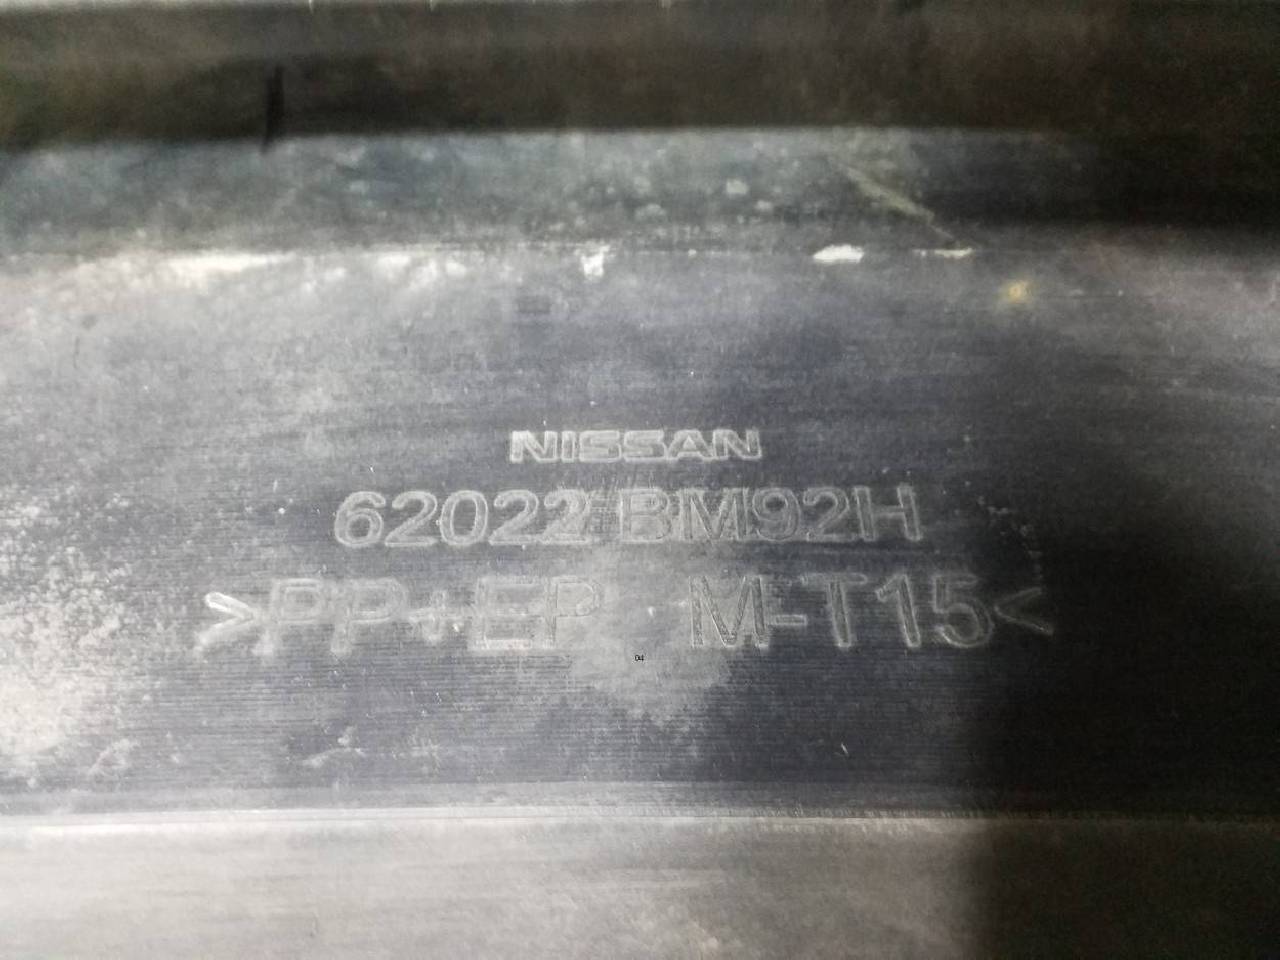 NISSAN
62022 BM92H
>PP+EP M-T15<